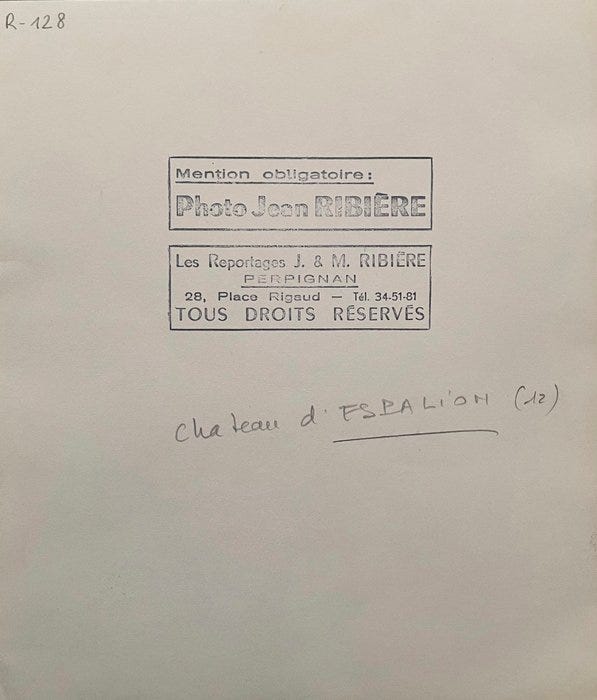 R-128
Mention obligatoire:
Photo Jean RIBIÈRE
Les Reportages J. & M. RIBIÈRE
PERPIGNAN
28, Place Rigaud — Tél. 34-51-81
TOUS DROITS RÉSERVÉS
chateau d'ESPALION (12)